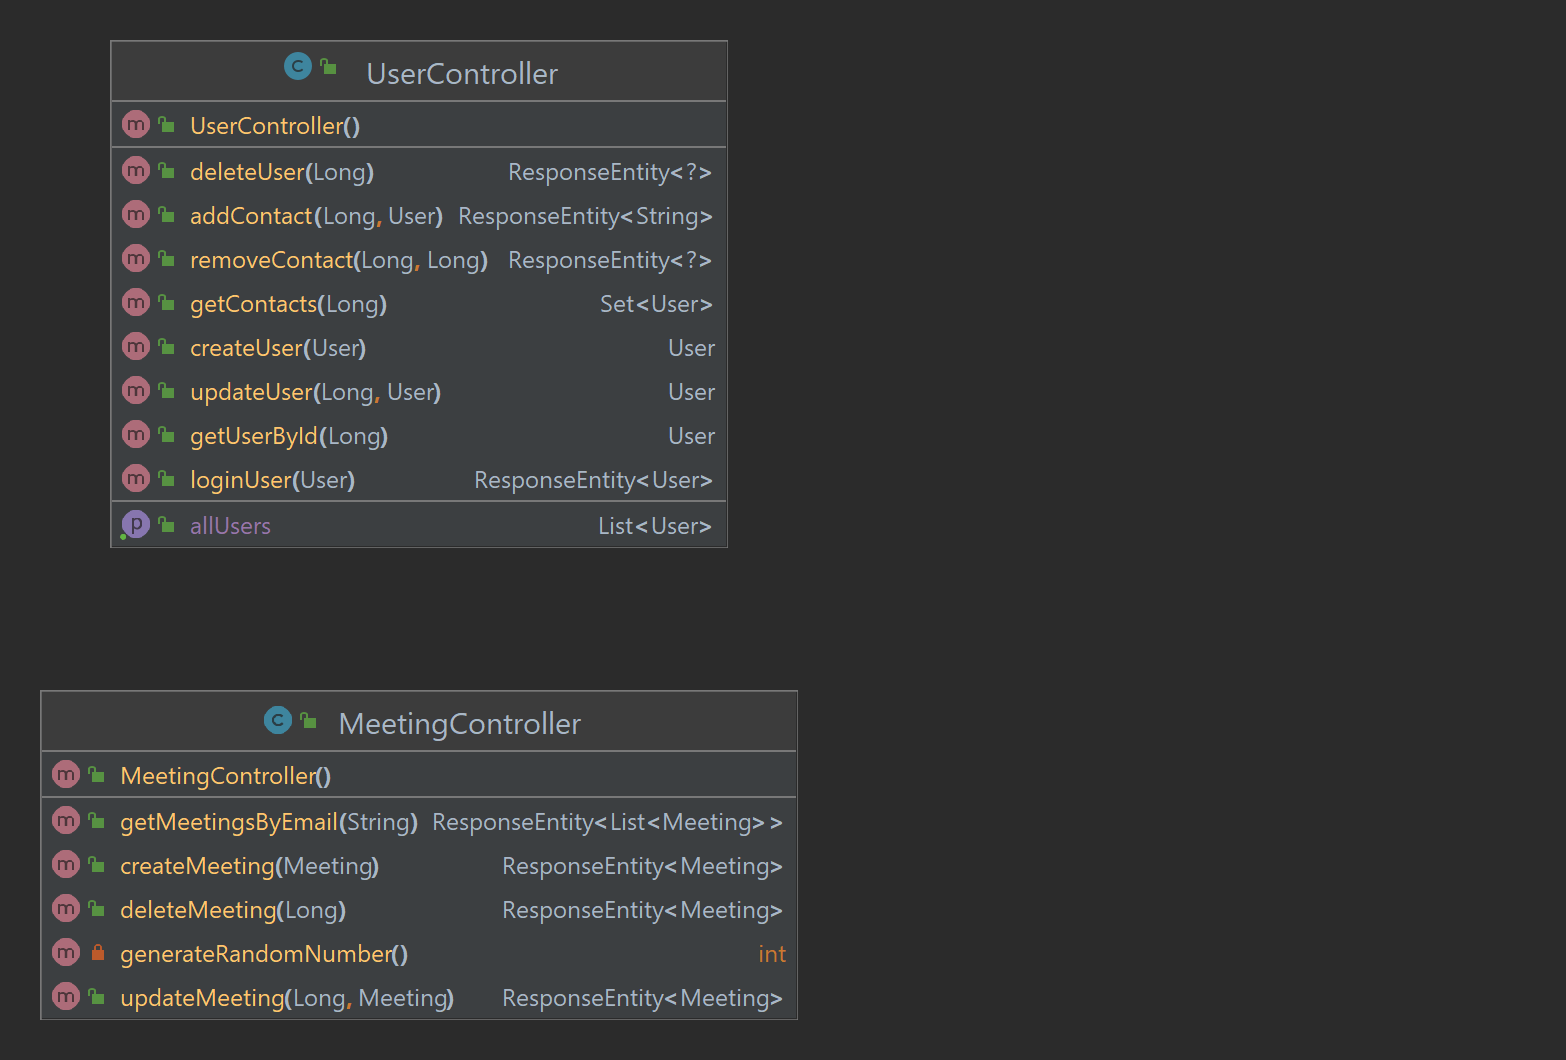 C UserController
m UserController()
m deleteUser(Long) ResponseEntity<?>
m addContact(Long, User) ResponseEntity<String>
m removeContact(Long, Long) ResponseEntity<?>
m getContacts(Long) Set<User>
m createUser(User) User
m updateUser(Long, User) User
m getUserById(Long) User
m loginUser(User) ResponseEntity<User>
p allUsers List<User>
C MeetingController
m MeetingController()
m getMeetingsByEmail(String) ResponseEntity<List<Meeting>>
m createMeeting(Meeting) ResponseEntity<Meeting>
m deleteMeeting(Long) ResponseEntity<Meeting>
m generateRandomNumber() int
m updateMeeting(Long, Meeting) ResponseEntity<Meeting>